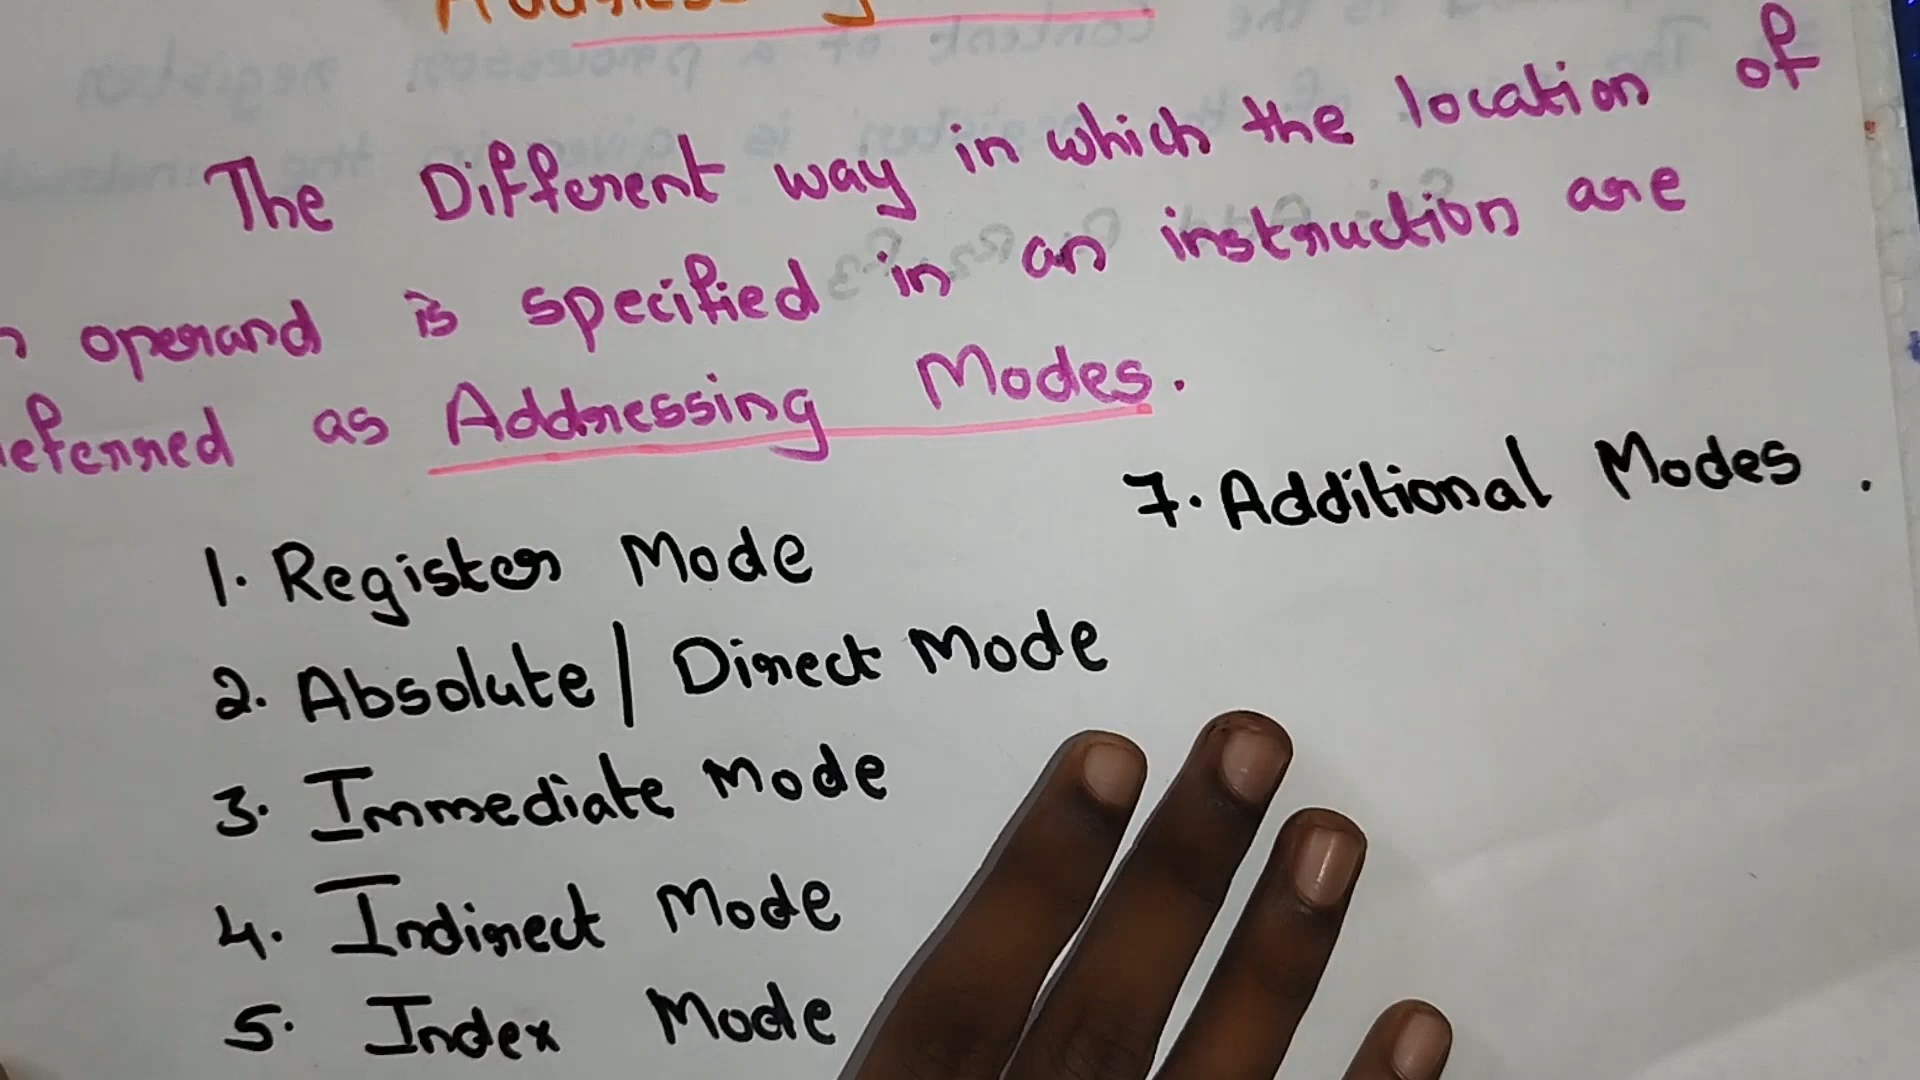 The Different way in which the location of
operand is specified in an instruction are
as Addressing Modes.
7. Additional Modes.
1. Register Mode
2. Absolute / Direct Mode
3. Immediate Mode
4. Indirect Mode
5. Index Mode